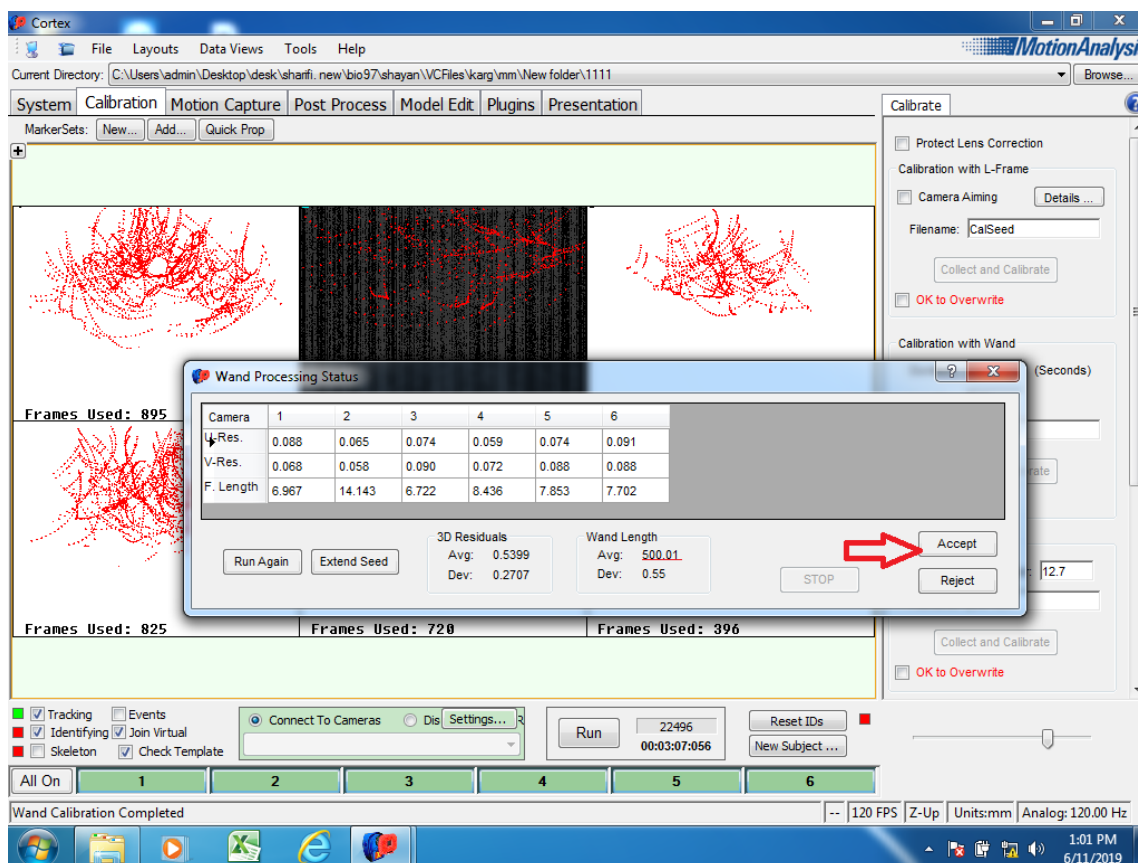 Cortex
File Layouts Data Views Tools Help
MotionAnalysi
Current Directory: C:\Users\admin\Desktop\desk\sharifi. new\bio97\shayan\VCFiles\karg\mm\New folder\1111 Browse...
System Calibration Motion Capture Post Process Model Edit Plugins Presentation
Calibrate
MarkerSets: New... Add... Quick Prop
Protect Lens Correction
Calibration with L-Frame
Camera Aiming Details ...
Filename: CalSeed
Collect and Calibrate
OK to Overwrite
Calibration with Wand
(Seconds)
Frames Used: 895
Wand Processing Status
Camera 1 2 3 4 5 6
U-Res. 0.088 0.065 0.074 0.059 0.074 0.091
V-Res. 0.068 0.058 0.090 0.072 0.088 0.088
F. Length 6.967 14.143 6.722 8.436 7.853 7.702
Run Again Extend Seed
3D Residuals
Avg: 0.5399
Dev: 0.2707
Wand Length
Avg: 500.01
Dev: 0.55
STOP
Accept
Reject
rate
: 12.7
Frames Used: 825 Frames Used: 720 Frames Used: 396
Collect and Calibrate
OK to Overwrite
Tracking Events
Identifying Join Virtual
Skeleton Check Template
Connect To Cameras Dis Settings...
Run
22496
00:03:07:056
Reset IDs
New Subject ...
All On 1 2 3 4 5 6
Wand Calibration Completed -- 120 FPS Z-Up Units:mm Analog: 120.00 Hz
1:01 PM
6/11/2019